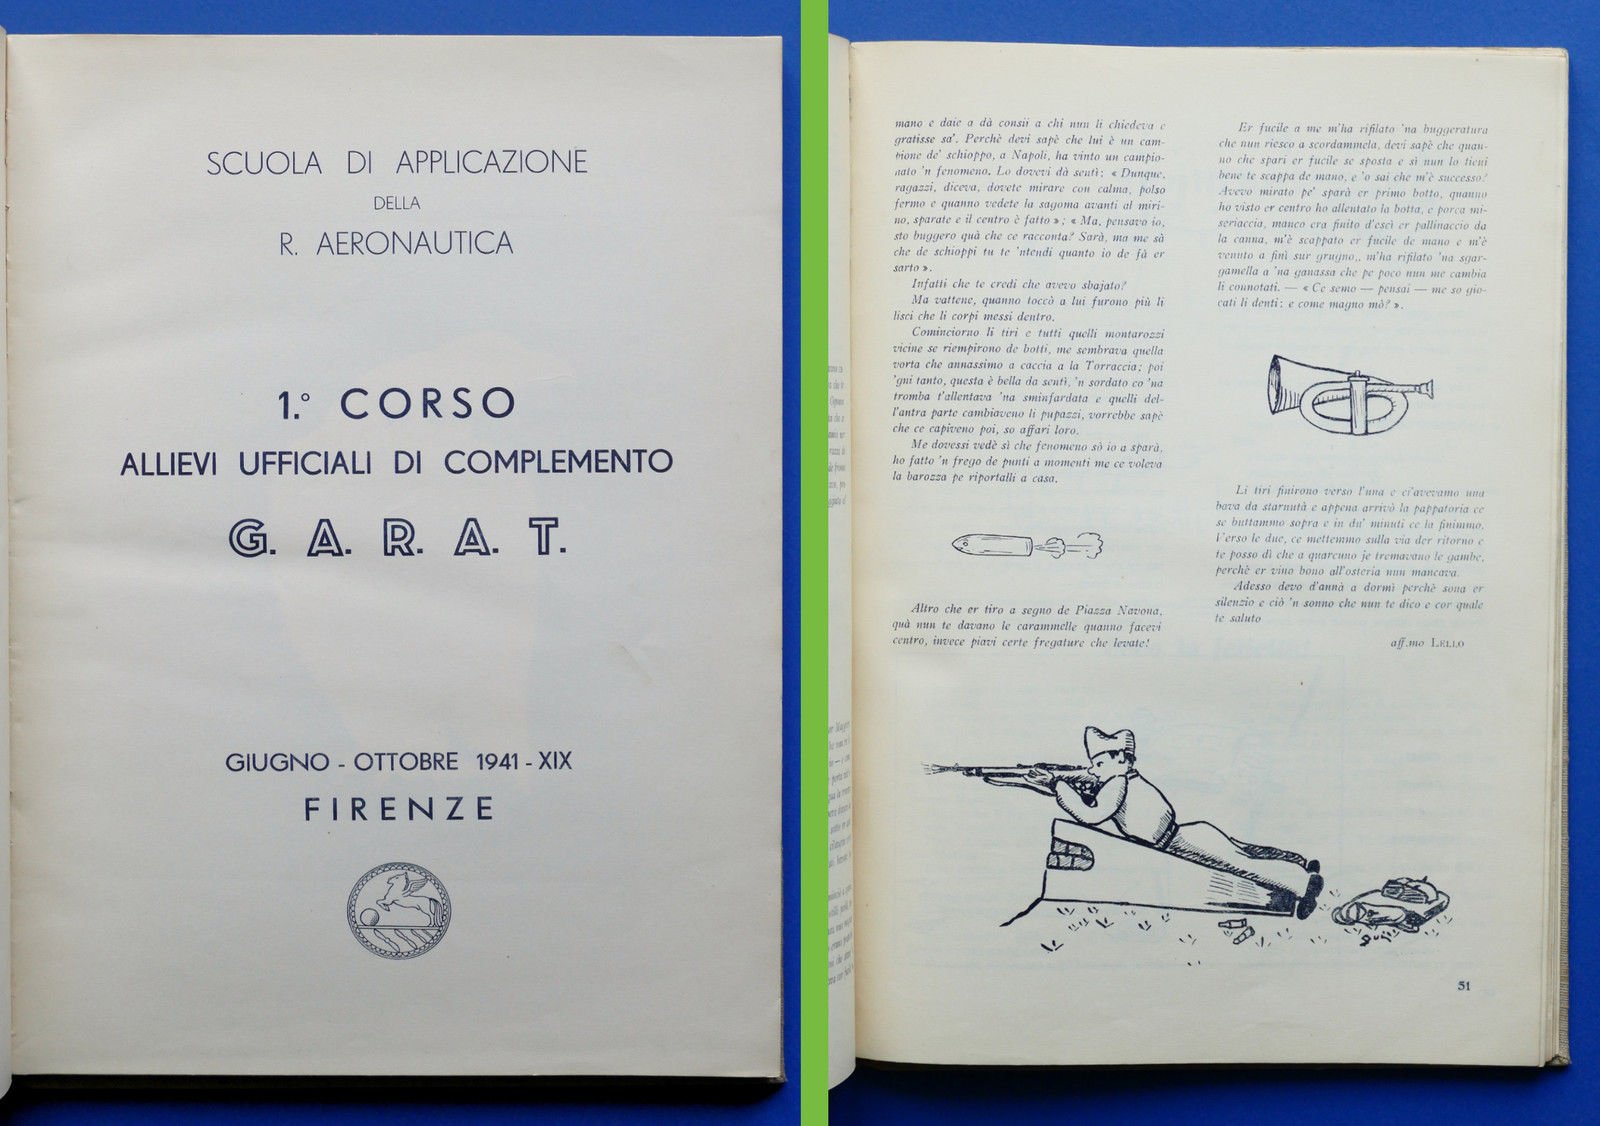 SCUOLA DI APPLICAZIONE
DELLA
R. AERONAUTICA
1.° CORSO
ALLIEVI UFFICIALI DI COMPLEMENTO
G. A. R. A. T.
GIUGNO - OTTOBRE 1941 - XIX
FIRENZE
mano e daie a dà consii a chi nun li chiedeva e
gratisse sa'. Perchè devi sapè che lui è un cam-
pione de' schioppo, a Napoli, ha vinto un campio-
nato 'n fenomeno. Lo dovevi dà sentì: « Dunque,
ragazzi, diceva, dovete mirare con calma, polso
fermo e quanno vedete la sagoma avanti al miri-
no, sparate e il centro è fatto »; « Ma, pensavo io,
sto buggero quà che ce racconta? Sarà, ma me sà
che de schioppi tu te 'ntendi quanto io de fà er
sarto ».
Infatti che te credi che avevo sbajato?
Ma vattene, quanno toccò a lui furono più li
lisci che li corpi messi dentro.
Cominciorno li tiri e tutti quelli montarozzi
vicine se riempirono de botti, me sembrava quella
vorta che annassimo a caccia a la Torraccia; poi
'gni tanto, questa è bella da sentì, 'n sordato co 'na
tromba t'allentava 'na sminfardata e quelli del-
l'antra parte cambiaveno li pupazzi, vorrebbe sapè
che ce capiveno poi, so affari loro.
Me dovessi vedè sì che fenomeno sò io a sparà,
ho fatto 'n frego de punti a momenti me ce voleva
la barozza pe riportalli a casa.
Altro che er tiro a segno de Piazza Navona,
quà nun te davano le carammelle quanno facevi
centro, invece piavi certe fregature che levate!
Er fucile a me m'ha rifilato 'na buggeratura
che nun riesco a scordammela, devi sapè che quan-
no che spari er fucile se sposta e sì nun lo tieni
bene te scappa de mano, e 'o sai che m'è successo?
Avevo mirato pe' sparà er primo botto, quanno
ho visto er centro ho allentato la botta, e porca mi-
seriaccia, manco era finito d'escì er pallinaccio da
la canna, m'è scappato er fucile de mano e m'è
venuto a finì sur grugno,, m'ha rifilato 'na sgar-
gamella a 'na ganassa che pe poco nun me cambia
li connotati. — « Ce semo — pensai — me so gio-
cati li denti; e come magno mò? ».
Li tiri finirono verso l'una e ci'avevamo una
bava da starnutà e appena arrivò la pappatoria ce
se buttammo sopra e in du' minuti ce la finimmo.
Verso le due, ce mettemmo sulla via der ritorno e
te posso dì che a quarcuno je tremavano le gambe,
perchè er vino bono all'osteria nun mancava.
Adesso devo d'annà a dormì perchè sona er
silenzio e ciò 'n sonno che nun te dico e cor quale
te saluto
aff.mo LELLO
51